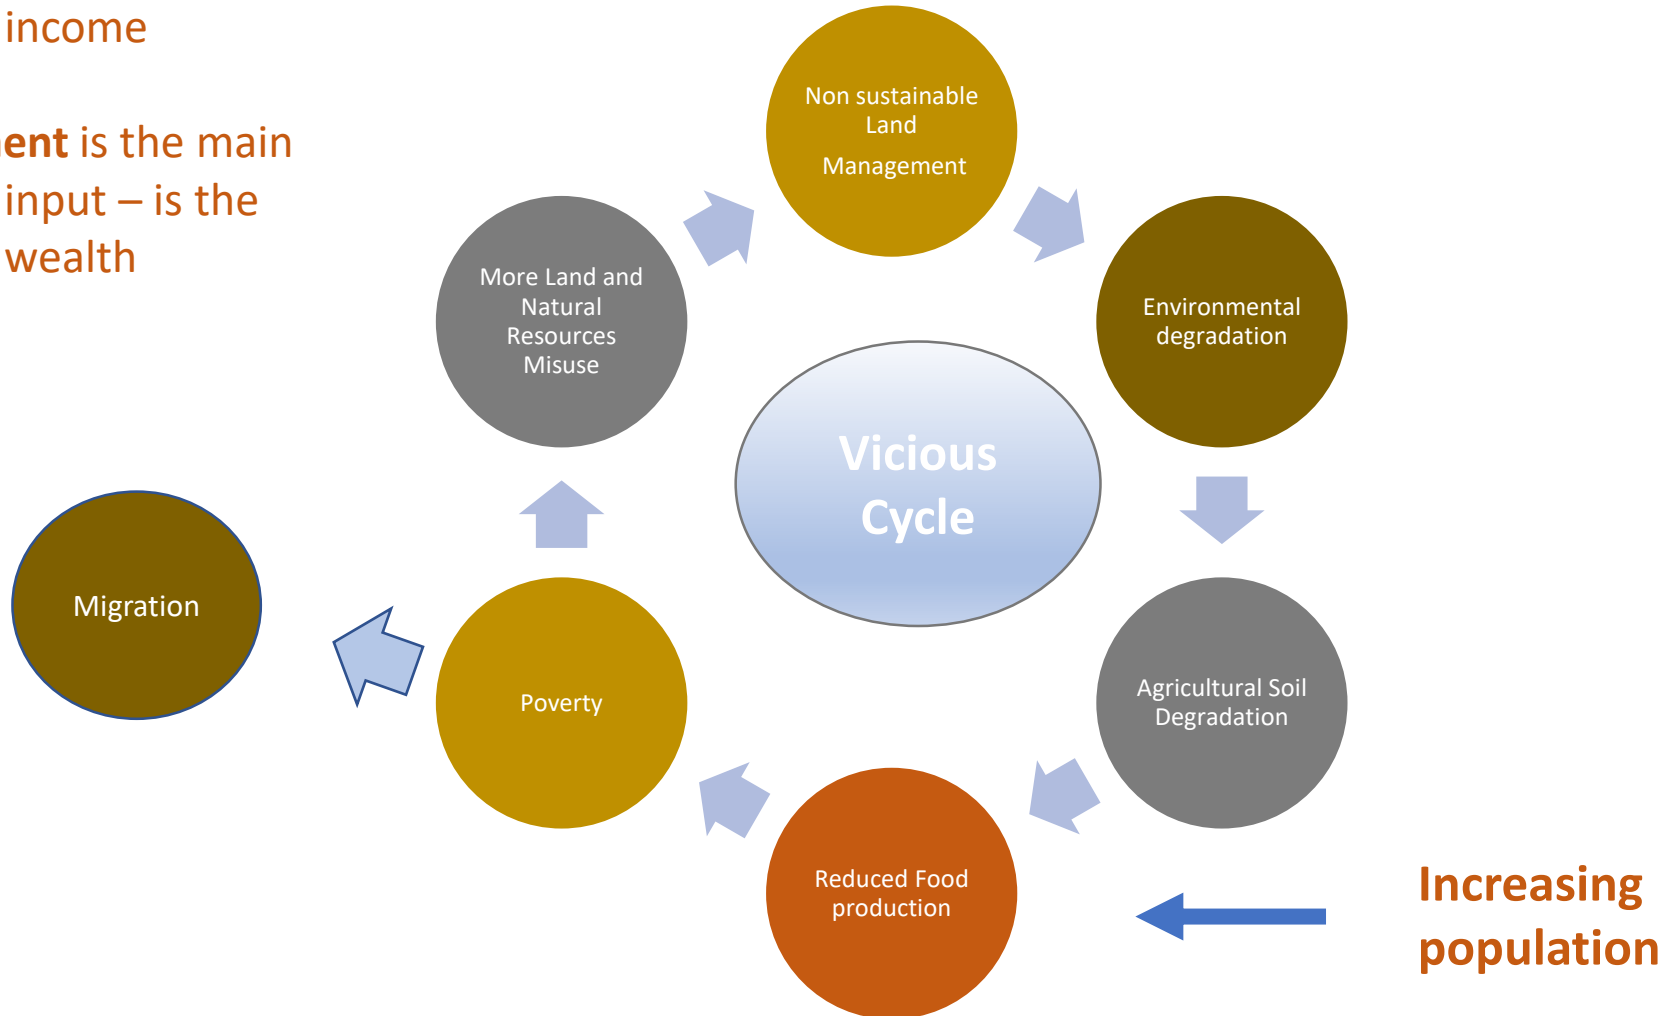 income
ment is the main
input – is the
wealth
Non sustainable
Land
Management
Environmental
degradation
Agricultural Soil
Degradation
Reduced Food
production
Poverty
More Land and
Natural
Resources
Misuse
Vicious
Cycle
Migration
Increasing
population